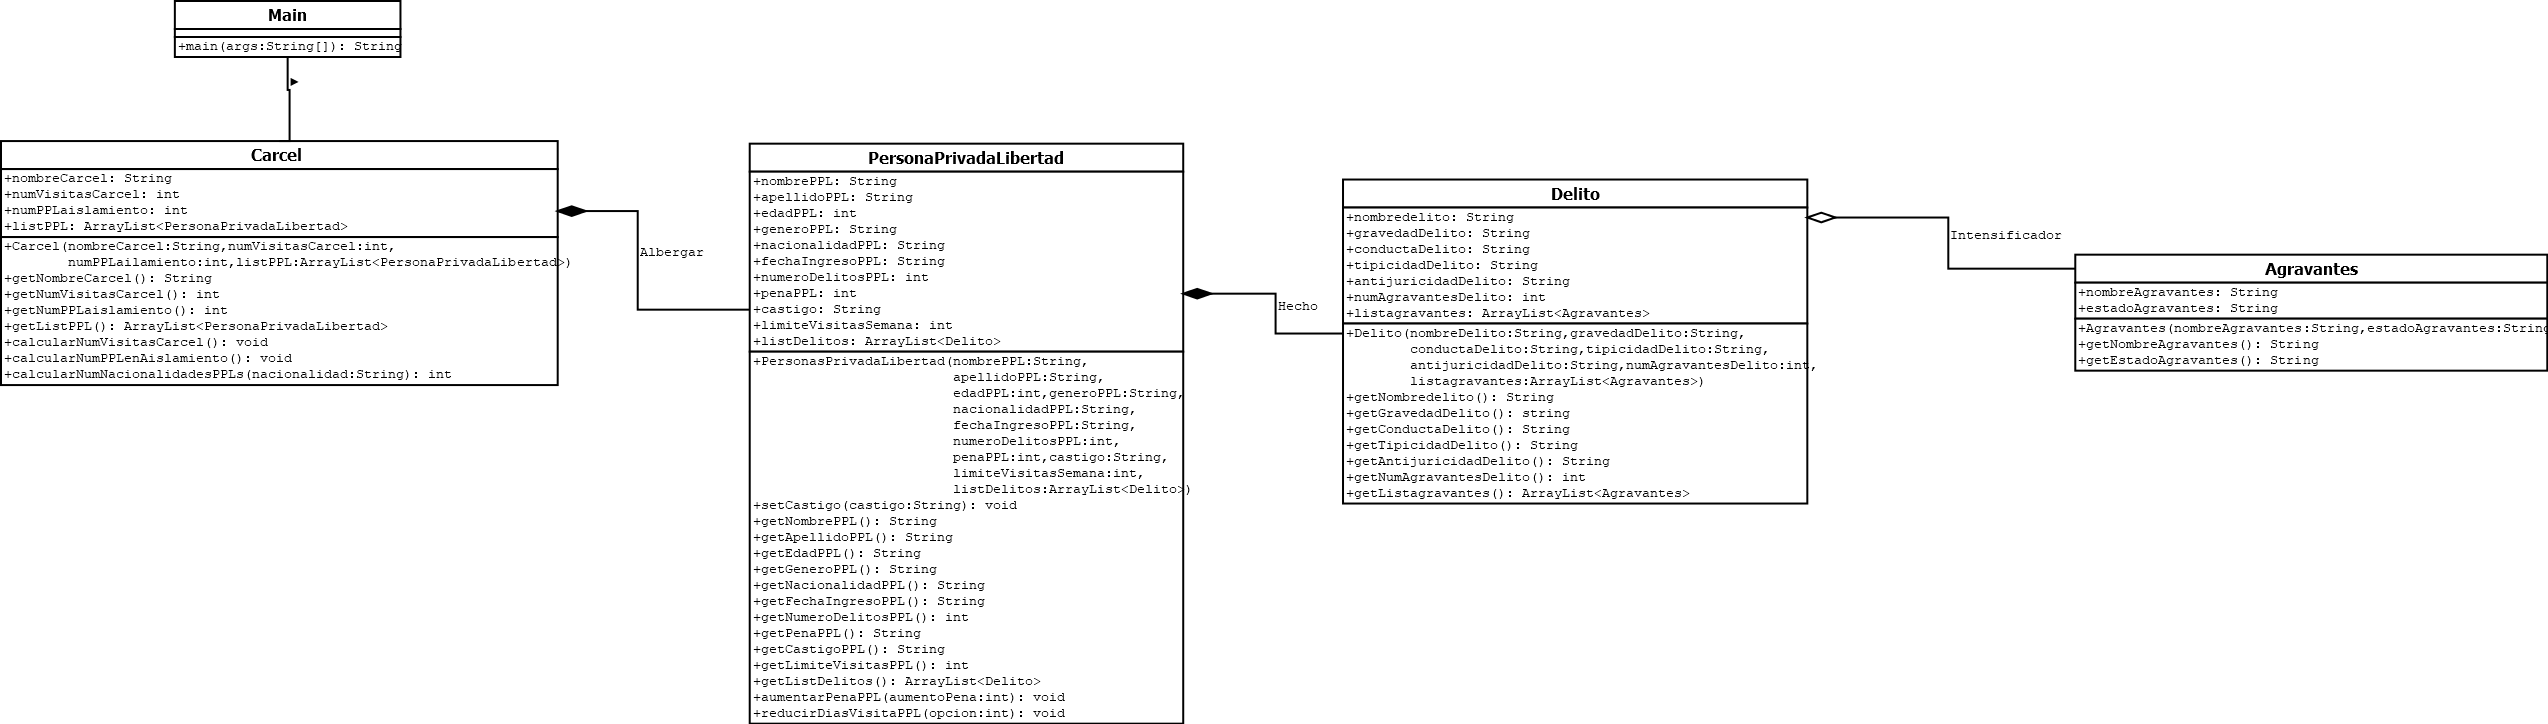 Main
+main(args:String[]): String
Carcel
+nombreCarcel: String
+numVisitasCarcel: int
+numPPLaislamiento: int
+listPPL: ArrayList<PersonaPrivadaLibertad>
+Carcel(nombreCarcel:String,numVisitasCarcel:int,
numPPLailamiento:int,listPPL:ArrayList<PersonaPrivadaLibertad>)
+getNombreCarcel(): String
+getNumVisitasCarcel(): int
+getNumPPLaislamiento(): int
+getListPPL(): ArrayList<PersonaPrivadaLibertad>
+calcularNumVisitasCarcel(): void
+calcularNumPPLenAislamiento(): void
+calcularNumNacionalidadesPPLs(nacionalidad:String): int
Albergar
PersonaPrivadaLibertad
+nombrePPL: String
+apellidoPPL: String
+edadPPL: int
+generoPPL: String
+nacionalidadPPL: String
+fechaIngresoPPL: String
+numeroDelitosPPL: int
+penaPPL: int
+castigo: String
+limiteVisitasSemana: int
+listDelitos: ArrayList<Delito>
+PersonasPrivadaLibertad(nombrePPL:String,
apellidoPPL:String,
edadPPL:int,generoPPL:String,
nacionalidadPPL:String,
fechaIngresoPPL:String,
numeroDelitosPPL:int,
penaPPL:int,castigo:String,
limiteVisitasSemana:int,
listDelitos:ArrayList<Delito>)
+setCastigo(castigo:String): void
+getNombrePPL(): String
+getApellidoPPL(): String
+getEdadPPL(): String
+getGeneroPPL(): String
+getNacionalidadPPL(): String
+getFechaIngresoPPL(): String
+getNumeroDelitosPPL(): int
+getPenaPPL(): String
+getCastigoPPL(): String
+getLimiteVisitasPPL(): int
+getListDelitos(): ArrayList<Delito>
+aumentarPenaPPL(aumentoPena:int): void
+reducirDiasVisitaPPL(opcion:int): void
Hecho
Delito
+nombredelito: String
+gravedadDelito: String
+conductaDelito: String
+tipicidadDelito: String
+antijuricidadDelito: String
+numAgravantesDelito: int
+listagravantes: ArrayList<Agravantes>
+Delito(nombreDelito:String,gravedadDelito:String,
conductaDelito:String,tipicidadDelito:String,
antijuricidadDelito:String,numAgravantesDelito:int,
listagravantes:ArrayList<Agravantes>)
+getNombredelito(): String
+getGravedadDelito(): string
+getConductaDelito(): String
+getTipicidadDelito(): String
+getAntijuricidadDelito(): String
+getNumAgravantesDelito(): int
+getListagravantes(): ArrayList<Agravantes>
Intensificador
Agravantes
+nombreAgravantes: String
+estadoAgravantes: String
+Agravantes(nombreAgravantes:String,estadoAgravantes:String
+getNombreAgravantes(): String
+getEstadoAgravantes(): String